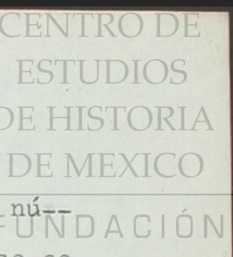 CENTRO DE
ESTUDIOS
DE HISTORIA
DE MEXICO
nú--
FUNDACIÓN